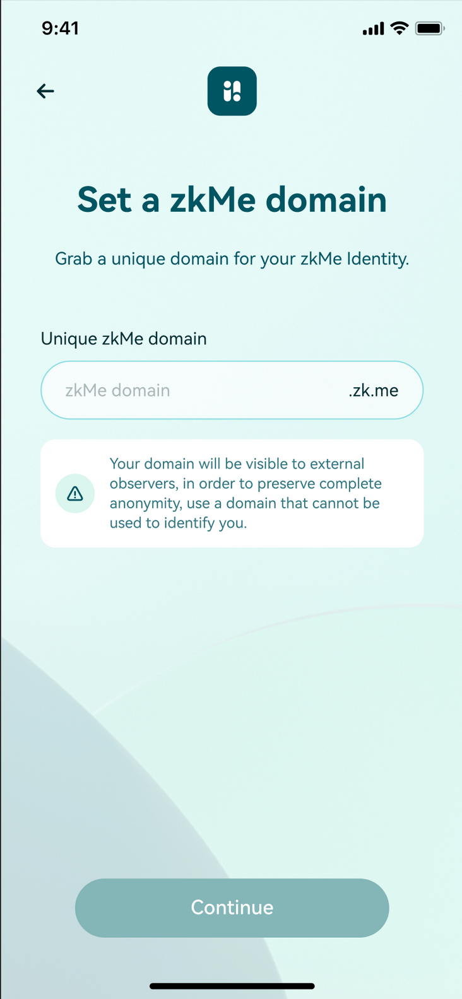 9:41
Set a zkMe domain
Grab a unique domain for your zkMe Identity.
Unique zkMe domain
zkMe domain .zk.me
Your domain will be visible to external
observers, in order to preserve complete
anonymity, use a domain that cannot be
used to identify you.
Continue